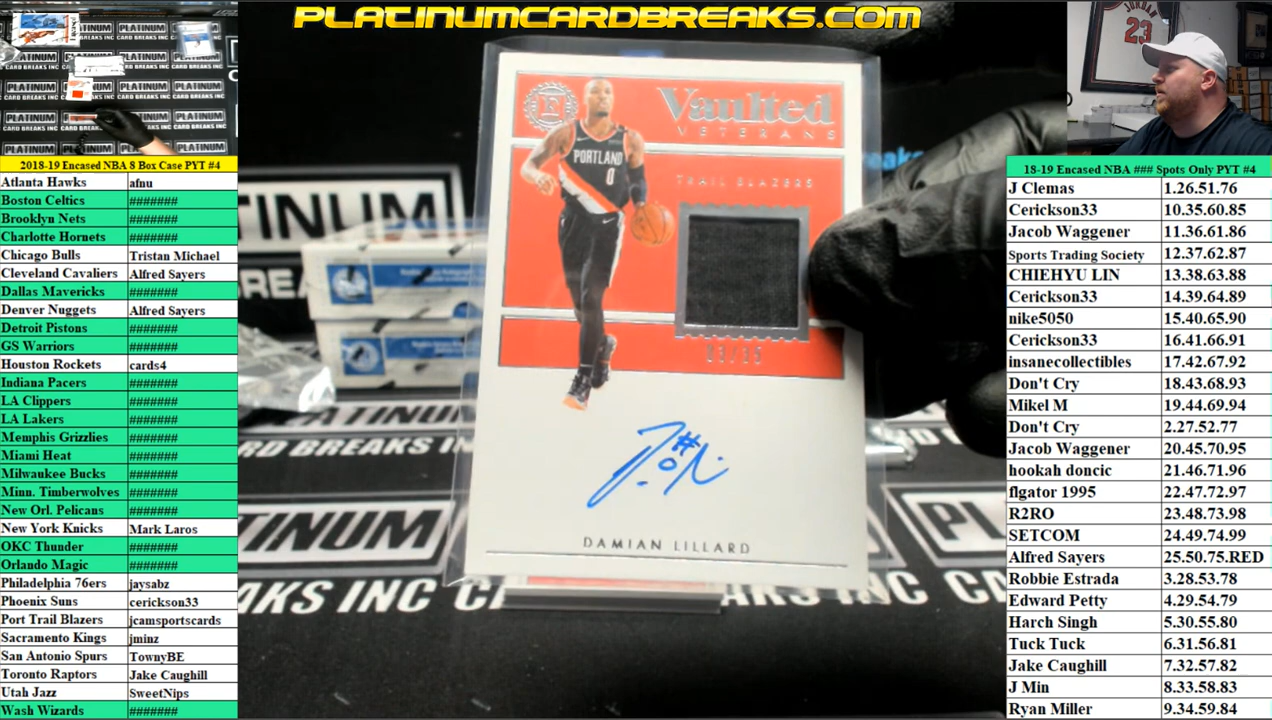 PLATINUMCARDBREAKS.COM
2018-19 Encased NBA 8 Box Case PYT #4
Atlanta Hawks afnu
Boston Celtics #######
Brooklyn Nets #######
Charlotte Hornets #######
Chicago Bulls Tristan Michael
Cleveland Cavaliers Alfred Sayers
Dallas Mavericks #######
Denver Nuggets Alfred Sayers
Detroit Pistons #######
GS Warriors #######
Houston Rockets cards4
Indiana Pacers #######
LA Clippers #######
LA Lakers #######
Memphis Grizzlies #######
Miami Heat #######
Milwaukee Bucks #######
Minn. Timberwolves #######
New Orl. Pelicans #######
New York Knicks Mark Laros
OKC Thunder #######
Orlando Magic #######
Philadelphia 76ers jaysabz
Phoenix Suns cerickson33
Port Trail Blazers jcamsportscards
Sacramento Kings jminz
San Antonio Spurs TownyBE
Toronto Raptors Jake Caughill
Utah Jazz SweetNips
Wash Wizards #######
Vaulted
VETERANS
TRAIL BLAZERS
PORTLAND
0
DAMIAN LILLARD
JORDAN
23
18-19 Encased NBA ### Spots Only PYT #4
J Clemas 1.26.51.76
Cerickson33 10.35.60.85
Jacob Waggener 11.36.61.86
Sports Trading Society 12.37.62.87
CHIEHYU LIN 13.38.63.88
Cerickson33 14.39.64.89
nike5050 15.40.65.90
Cerickson33 16.41.66.91
insanecollectibles 17.42.67.92
Don't Cry 18.43.68.93
Mikel M 19.44.69.94
Don't Cry 2.27.52.77
Jacob Waggener 20.45.70.95
hookah doncic 21.46.71.96
flgator 1995 22.47.72.97
R2RO 23.48.73.98
SETCOM 24.49.74.99
Alfred Sayers 25.50.75.RED
Robbie Estrada 3.28.53.78
Edward Petty 4.29.54.79
Harch Singh 5.30.55.80
Tuck Tuck 6.31.56.81
Jake Caughill 7.32.57.82
J Min 8.33.58.83
Ryan Miller 9.34.59.84